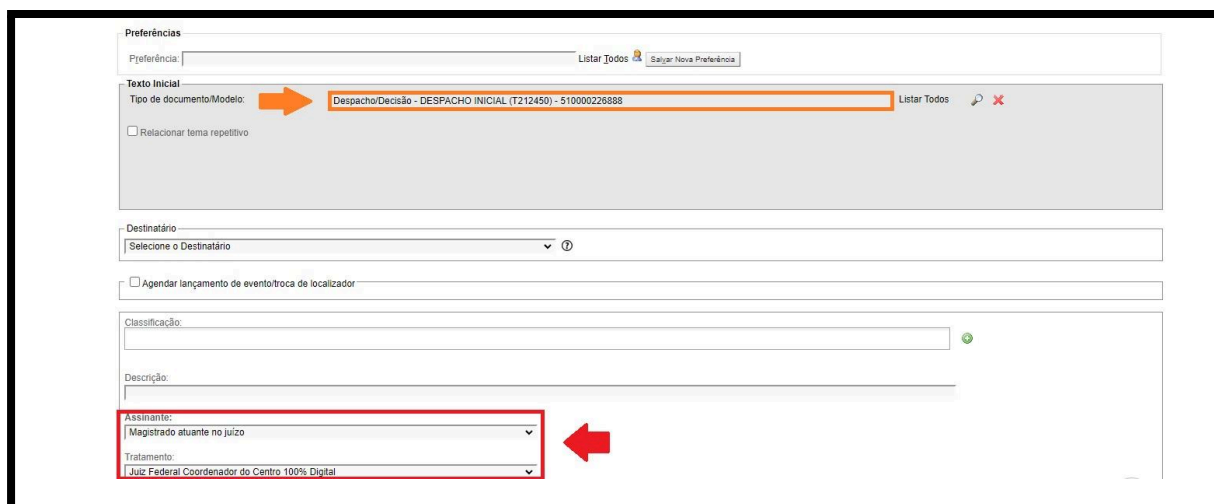 Preferências
Preferência: Listar Todos Salvar Nova Preferência
Texto Inicial
Tipo de documento/Modelo: Despacho/Decisão - DESPACHO INICIAL (T212450) - 510000226888 Listar Todos
Relacionar tema repetitivo
Destinatário
Selecione o Destinatário
Agendar lançamento de evento/troca de localizador
Classificação:
Descrição:
Assinante:
Magistrado atuante no juízo
Tratamento:
Juiz Federal Coordenador do Centro 100% Digital